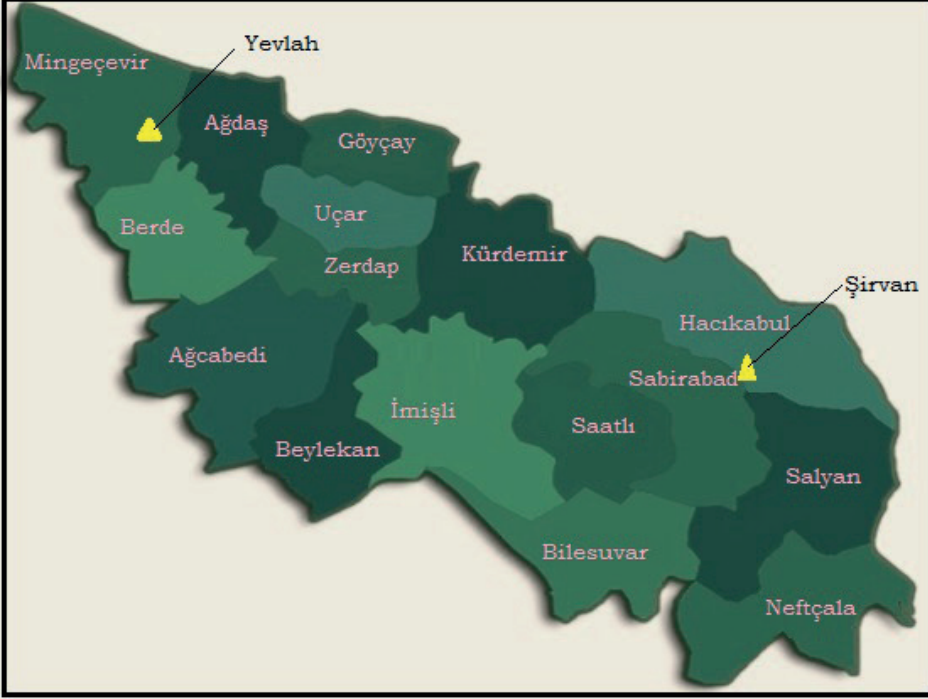 Yevlah
Mingeçevir
Ağdaş
Göyçay
Berde
Uçar
Zerdap
Kürdemir
Şirvan
Hacıkabul
Ağcabedi
Sabirabad
İmişli
Saatlı
Beylekan
Salyan
Bilesuvar
Neftçala